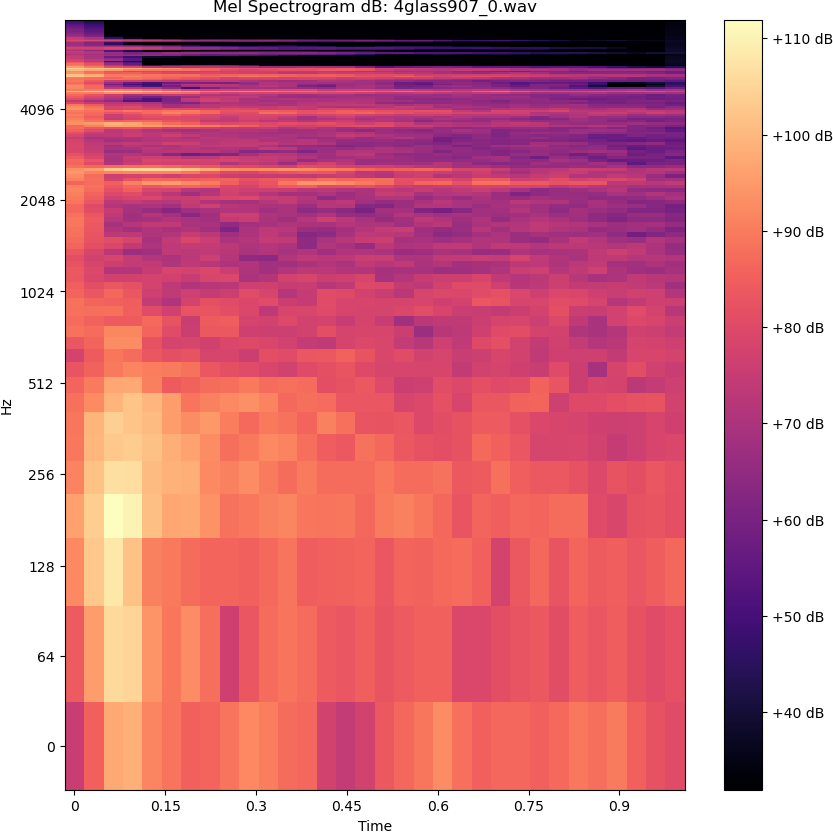 Mel Spectrogram dB: 4glass907_0.wav
+110 dB
4096
+100 dB
+90 dB
2048
1024
+80 dB
512
Hz
+70 dB
256
+60 dB
128
+50 dB
64
+40 dB
0
0 0.15 0.3 0.45 0.6 0.75 0.9
Time